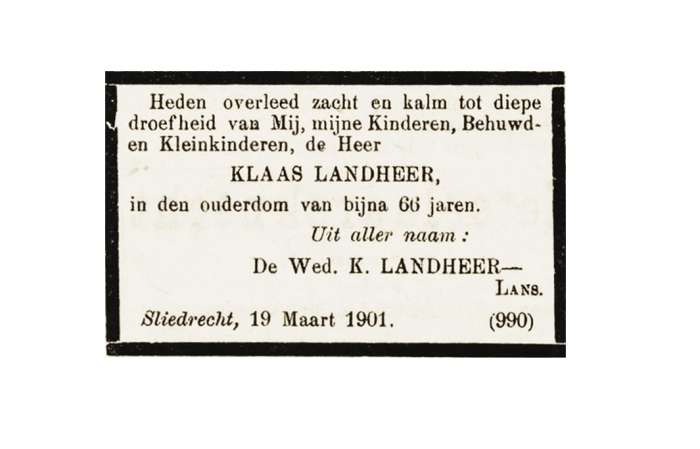 Heden overleed zacht en kalm tot diepe
droefheid van Mij, mijne Kinderen, Behuwd-
en Kleinkinderen, de Heer
KLAAS LANDHEER,
in den ouderdom van bijna 66 jaren.
Uit aller naam:
De Wed. K. LANDHEER—
LANS.
Sliedrecht, 19 Maart 1901. (990)